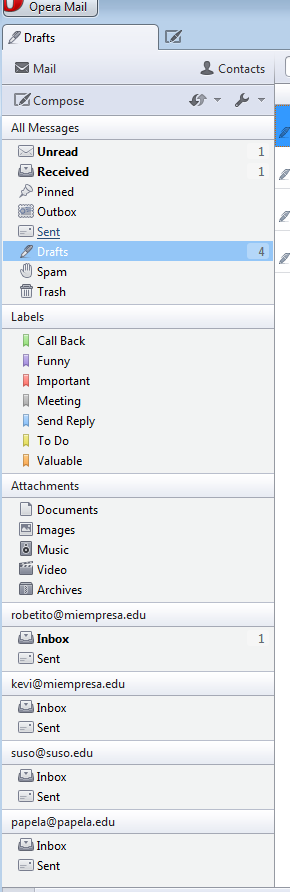 Opera Mail
Drafts
Mail Contacts
Compose
All Messages
Unread 1
Received 1
Pinned
Outbox
Sent
Drafts 4
Spam
Trash
Labels
Call Back
Funny
Important
Meeting
Send Reply
To Do
Valuable
Attachments
Documents
Images
Music
Video
Archives
robetito@miempresa.edu
Inbox 1
Sent
kevi@miempresa.edu
Inbox
Sent
suso@suso.edu
Inbox
Sent
papela@papela.edu
Inbox
Sent